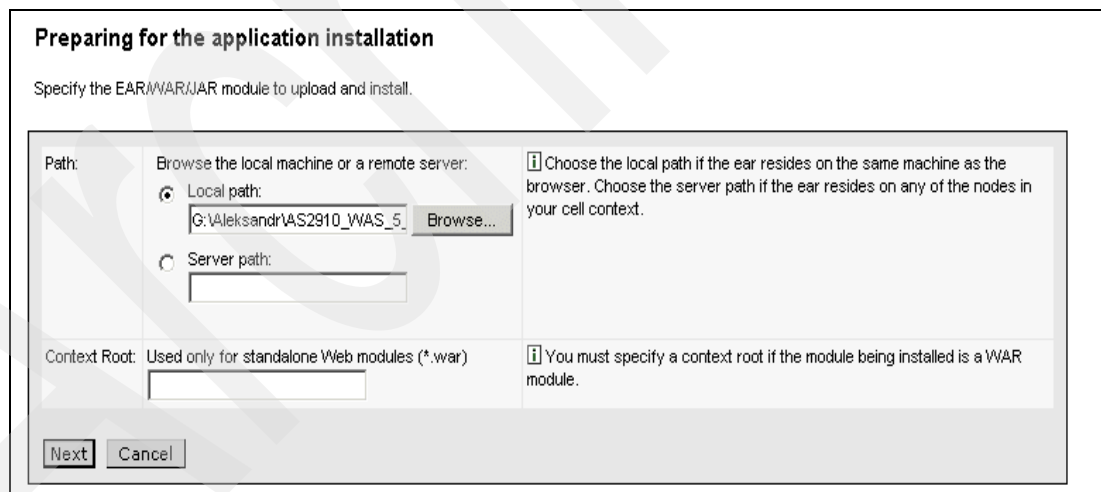 Preparing for the application installation
Specify the EAR/WAR/JAR module to upload and install.
Path:
Browse the local machine or a remote server:
Local path:
G:\Aleksandr\AS2910_WAS_5_
Browse...
Server path:
i Choose the local path if the ear resides on the same machine as the
browser. Choose the server path if the ear resides on any of the nodes in
your cell context.
Context Root:
Used only for standalone Web modules (*.war)
i You must specify a context root if the module being installed is a WAR
module.
Next
Cancel